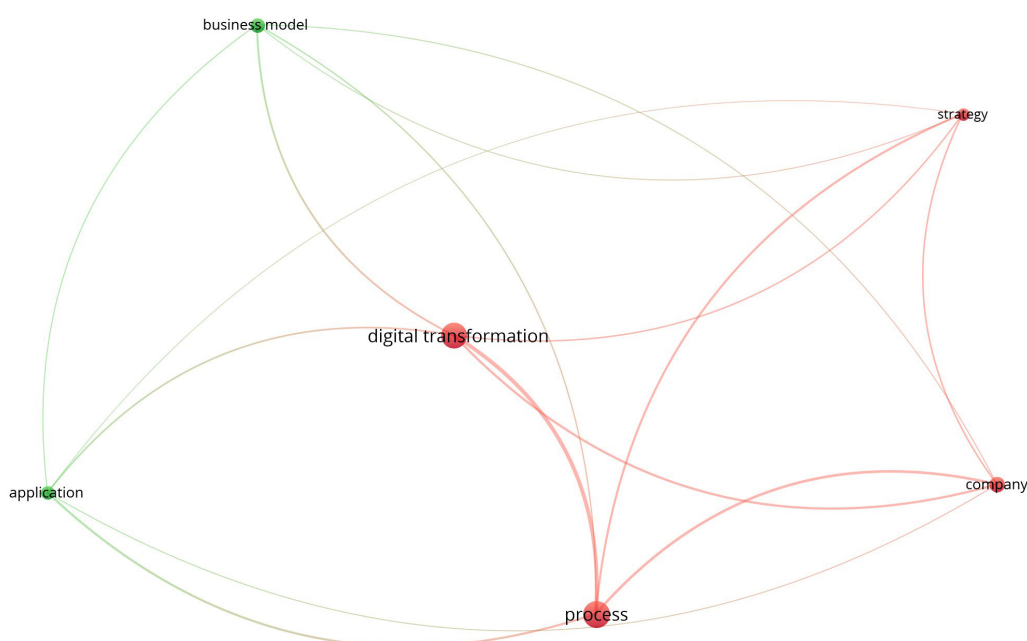 business model
strategy
digital transformation
application
company
process